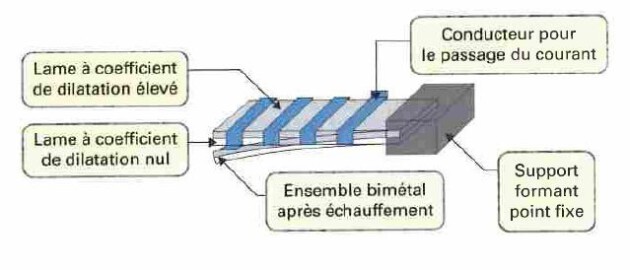 Conducteur pour
le passage du courant
Lame à coefficient
de dilatation élevé
Lame à coefficient
de dilatation nul
Ensemble bimétal
après échauffement
Support
formant
point fixe